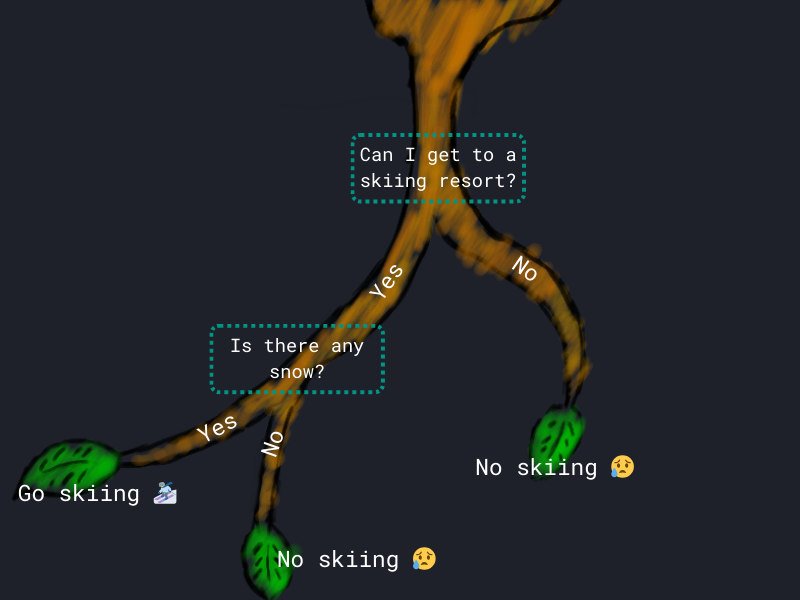 Can I get to a
skiing resort?
Yes
No
Is there any
snow?
Yes
No
Go skiing ⛷️
No skiing 😥
No skiing 😥